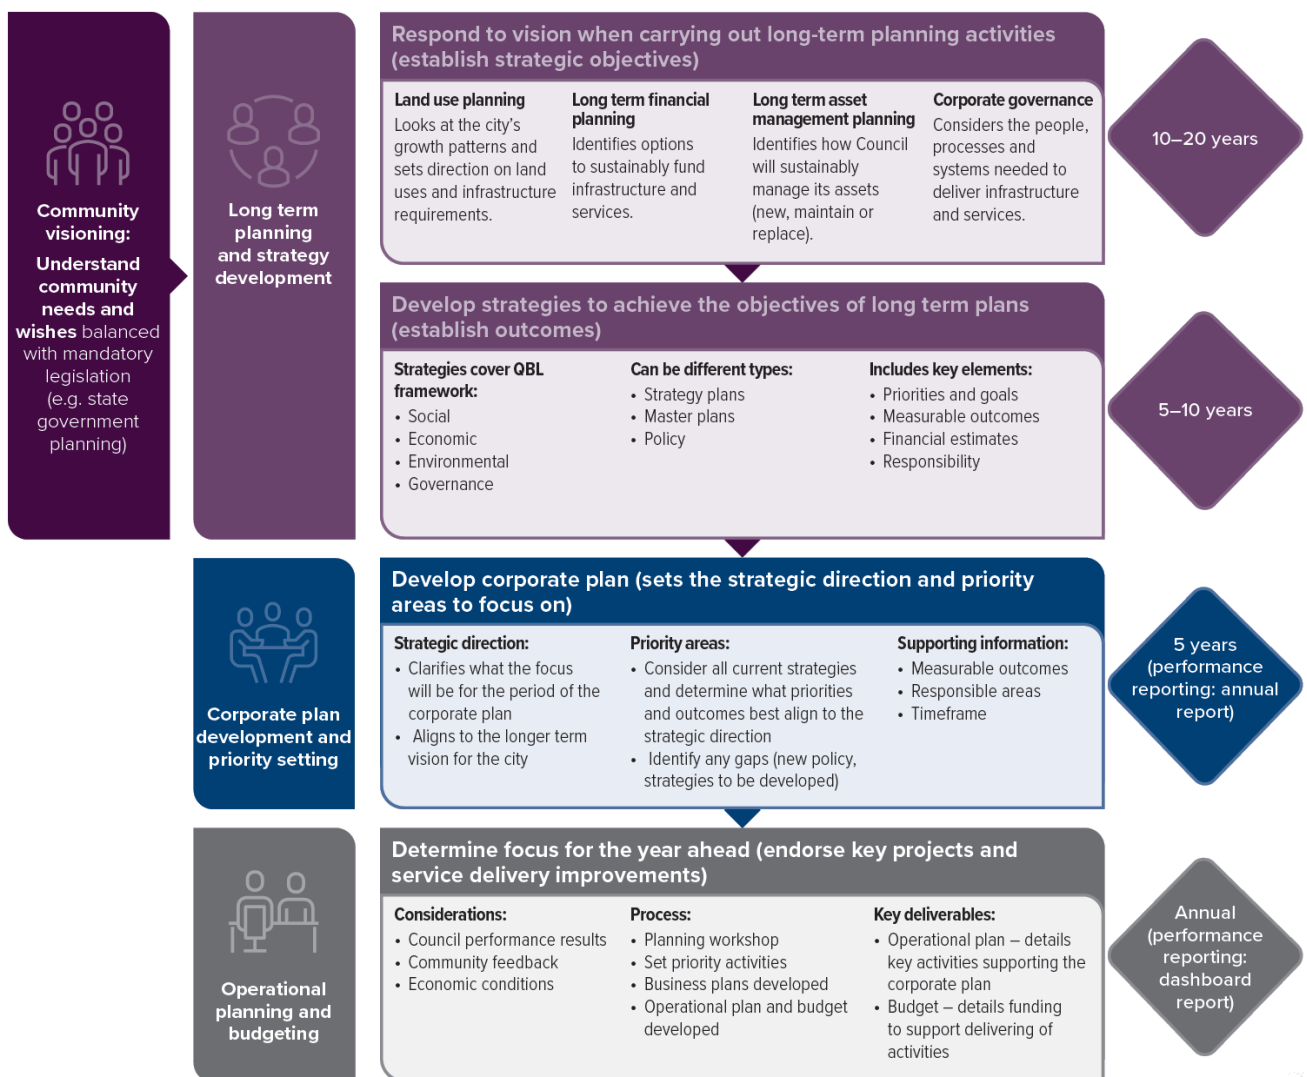 Community
visioning:
Understand
community
needs and
wishes balanced
with mandatory
legislation
(e.g. state
government
planning)
Long term
planning
and strategy
development
Respond to vision when carrying out long-term planning activities
(establish strategic objectives)
Land use planning
Looks at the city’s
growth patterns and
sets direction on land
uses and infrastructure
requirements.
Long term financial
planning
Identifies options
to sustainably fund
infrastructure and
services.
Long term asset
management planning
Identifies how Council
will sustainably
manage its assets
(new, maintain or
replace).
Corporate governance
Considers the people,
processes and
systems needed to
deliver infrastructure
and services.
10–20 years
Develop strategies to achieve the objectives of long term plans
(establish outcomes)
Strategies cover QBL
framework:
• Social
• Economic
• Environmental
• Governance
Can be different types:
• Strategy plans
• Master plans
• Policy
Includes key elements:
• Priorities and goals
• Measurable outcomes
• Financial estimates
• Responsibility
5–10 years
Corporate plan
development and
priority setting
Develop corporate plan (sets the strategic direction and priority
areas to focus on)
Strategic direction:
• Clarifies what the focus
will be for the period of the
corporate plan
• Aligns to the longer term
vision for the city
Priority areas:
• Consider all current strategies
and determine what priorities
and outcomes best align to the
strategic direction
• Identify any gaps (new policy,
strategies to be developed)
Supporting information:
• Measurable outcomes
• Responsible areas
• Timeframe
5 years
(performance
reporting: annual
report)
Operational
planning and
budgeting
Determine focus for the year ahead (endorse key projects and
service delivery improvements)
Considerations:
• Council performance results
• Community feedback
• Economic conditions
Process:
• Planning workshop
• Set priority activities
• Business plans developed
• Operational plan and budget
developed
Key deliverables:
• Operational plan – details
key activities supporting the
corporate plan
• Budget – details funding
to support delivering of
activities
Annual
(performance
reporting:
dashboard
report)